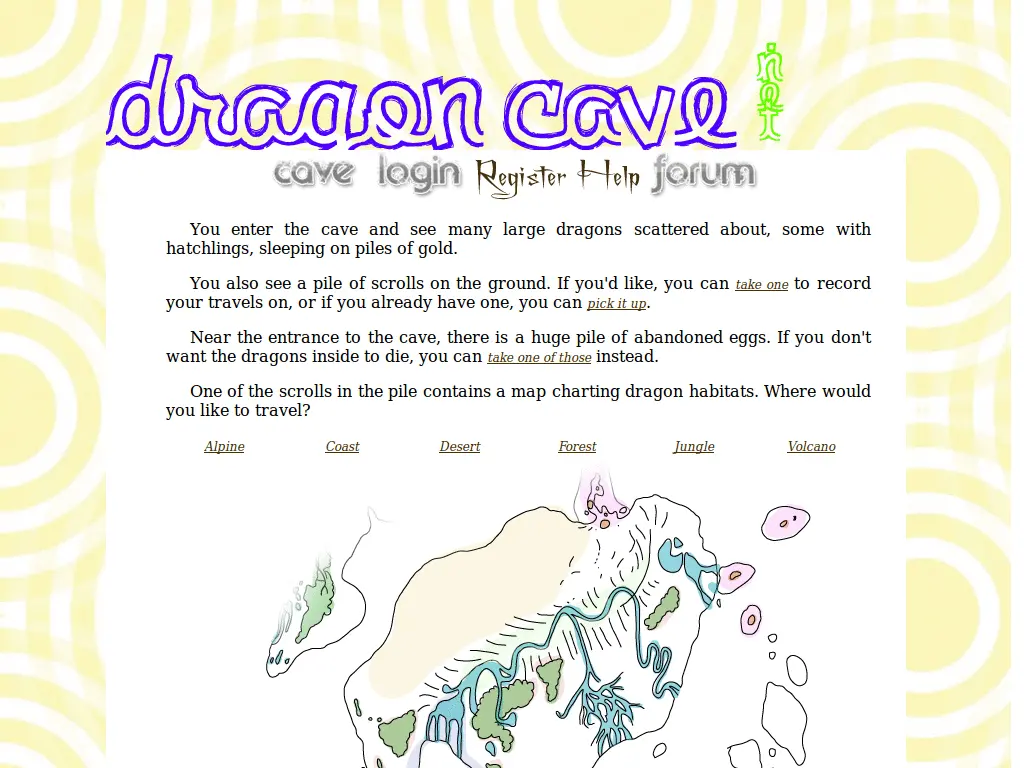 dragon cave net
cave login Register Help forum
You enter the cave and see many large dragons scattered about, some with
hatchlings, sleeping on piles of gold.
You also see a pile of scrolls on the ground. If you'd like, you can take one to record
your travels on, or if you already have one, you can pick it up.
Near the entrance to the cave, there is a huge pile of abandoned eggs. If you don't
want the dragons inside to die, you can take one of those instead.
One of the scrolls in the pile contains a map charting dragon habitats. Where would
you like to travel?
Alpine Coast Desert Forest Jungle Volcano